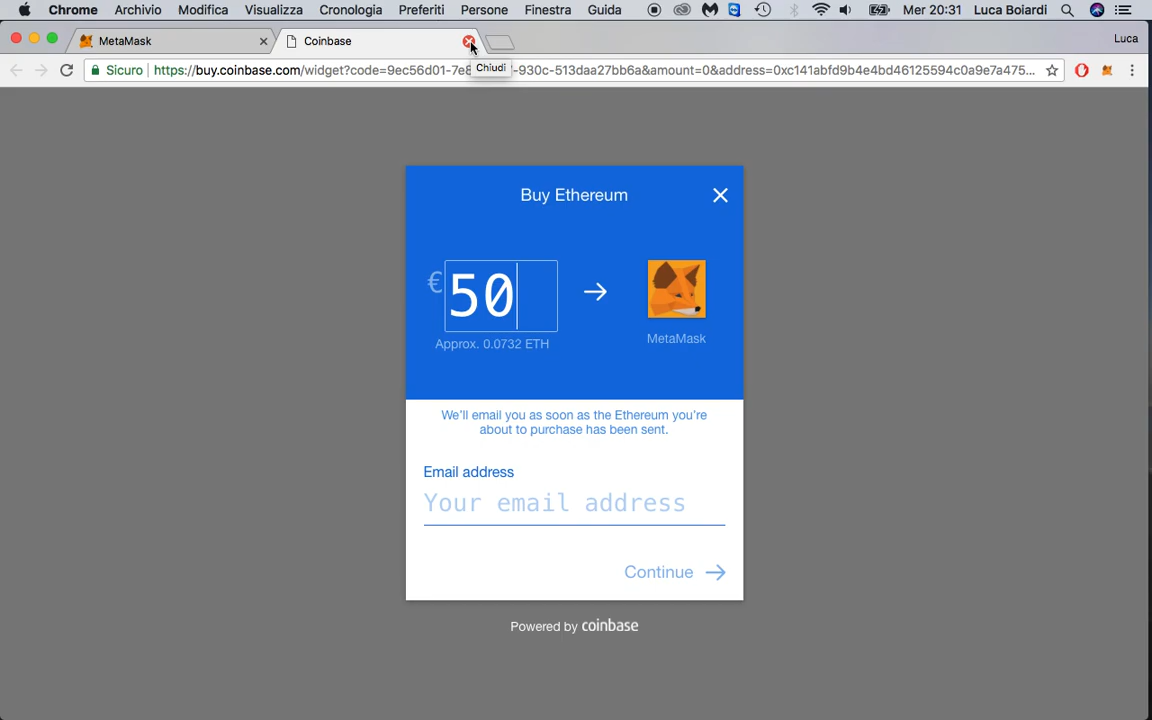 Chrome Archivio Modifica Visualizza Cronologia Preferiti Persone Finestra Guida Mer 20:31 Luca Boiardi
MetaMask Coinbase Luca
Sicuro https://buy.coinbase.com/widget?code=9ec56d01-7e8 -930c-513daa27bb6a&amount=0&address=0xc141abfd9b4e4bd46125594c0a9e7a475...
Chiudi
Buy Ethereum
€ 50
Approx. 0.0732 ETH
MetaMask
We'll email you as soon as the Ethereum you're
about to purchase has been sent.
Email address
Your email address
Continue
Powered by coinbase